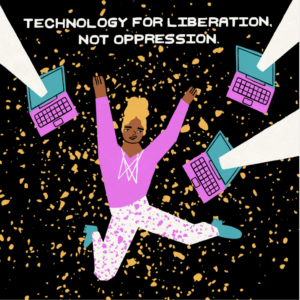 TECHNOLOGY FOR LIBERATION,
NOT OPPRESSION.